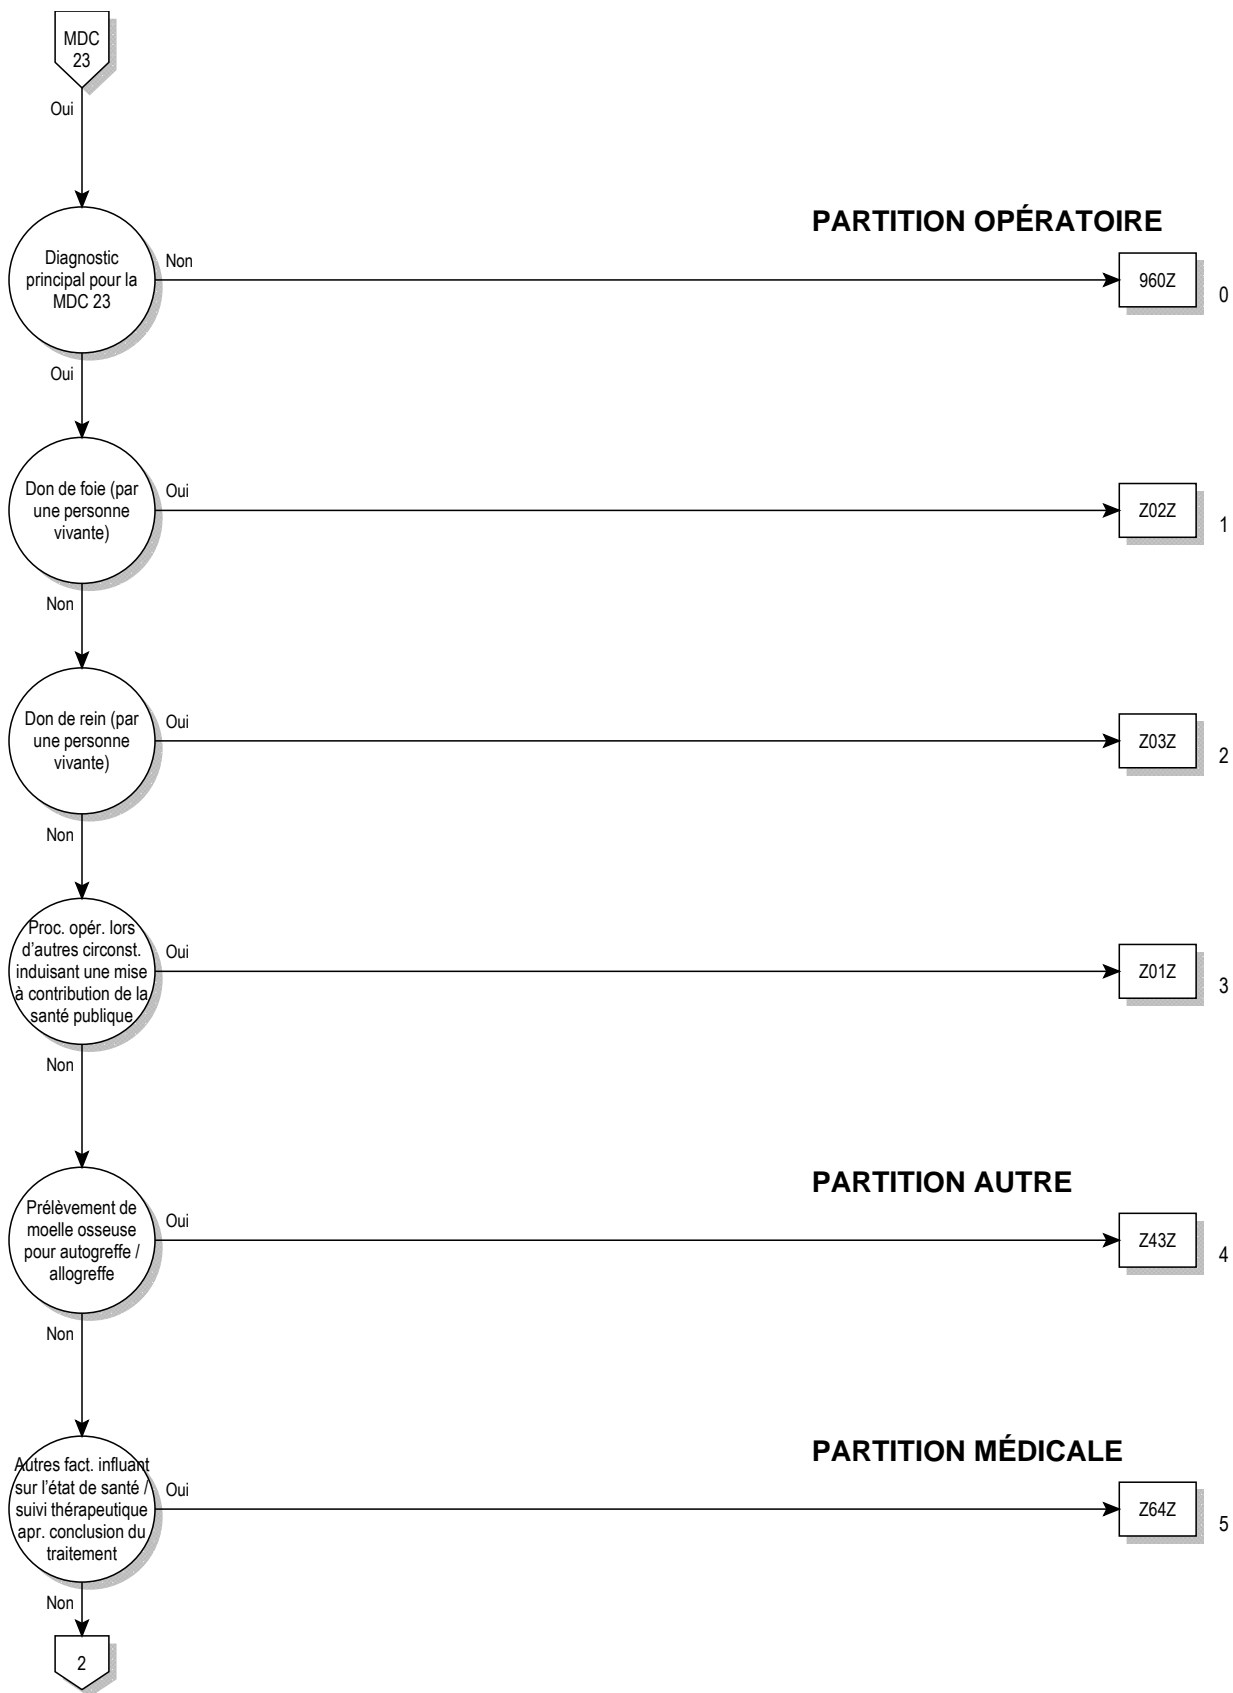 MDC
23
Oui
PARTITION OPÉRATOIRE
Diagnostic
principal pour la
MDC 23
Non
960Z
0
Oui
Don de foie (par
une personne
vivante)
Oui
Z02Z
1
Non
Don de rein (par
une personne
vivante)
Oui
Z03Z
2
Non
Proc. opér. lors
d'autres circonst.
induisant une mise
à contribution de la
santé publique
Oui
Z01Z
3
Non
PARTITION AUTRE
Prélèvement de
moelle osseuse
pour autogreffe /
allogreffe
Oui
Z43Z
4
Non
PARTITION MÉDICALE
Autres fact. influant
sur l'état de santé /
suivi thérapeutique
apr. conclusion du
traitement
Oui
Z64Z
5
Non
2